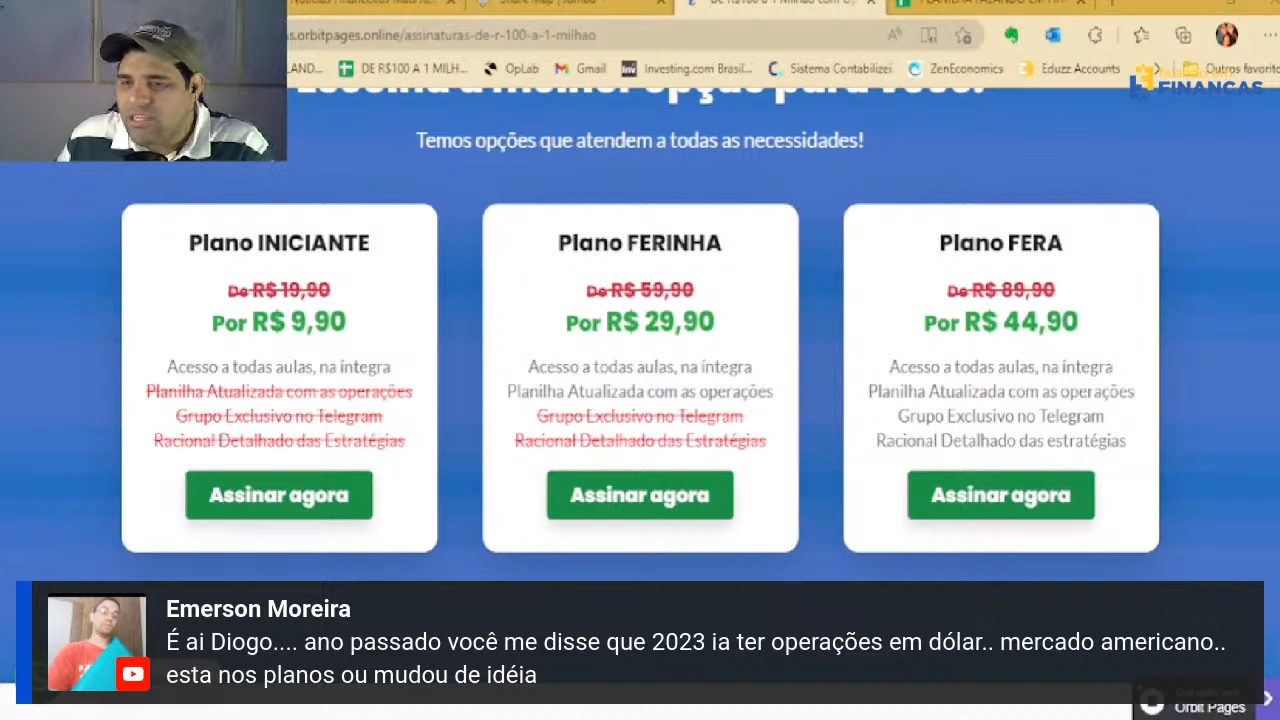 as.orbitpages.online/assinaturas-de-r-100-a-1-milhao
LAND...
DE R$100 A 1 MILH...
OpLab
Gmail
Investing.com Brasil...
Sistema Contabilizei
ZenEconomics
Eduzz Accounts
Outros favorito
FINANÇAS
Temos opções que atendem a todas as necessidades!
Plano INICIANTE
De R$ 19,90
Por R$ 9,90
Acesso a todas aulas, na íntegra
Planilha Atualizada com as operações
Grupo Exclusivo no Telegram
Racional Detalhado das Estratégias
Assinar agora
Plano FERINHA
De R$ 59,90
Por R$ 29,90
Acesso a todas aulas, na íntegra
Planilha Atualizada com as operações
Grupo Exclusivo no Telegram
Racional Detalhado das Estratégias
Assinar agora
Plano FERA
De R$ 89,90
Por R$ 44,90
Acesso a todas aulas, na íntegra
Planilha Atualizada com as operações
Grupo Exclusivo no Telegram
Racional Detalhado das estratégias
Assinar agora
Emerson Moreira
É ai Diogo.... ano passado você me disse que 2023 ia ter operações em dólar.. mercado americano..
esta nos planos ou mudou de idéia
Orbit Pages